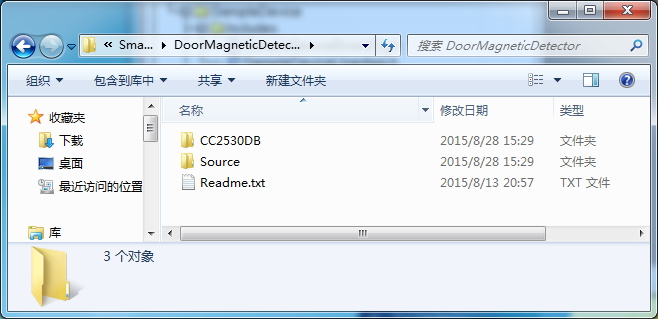 SampleDevice
Includes
« Sma... ▸ DoorMagneticDetec... ▸
搜索 DoorMagneticDetector
组织 包含到库中 共享 新建文件夹
收藏夹
下载
桌面
最近访问的位置
库
名称 修改日期 类型
CC2530DB 2015/8/28 15:29 文件夹
Source 2015/8/28 15:29 文件夹
Readme.txt 2015/8/13 20:57 TXT 文件
3 个对象